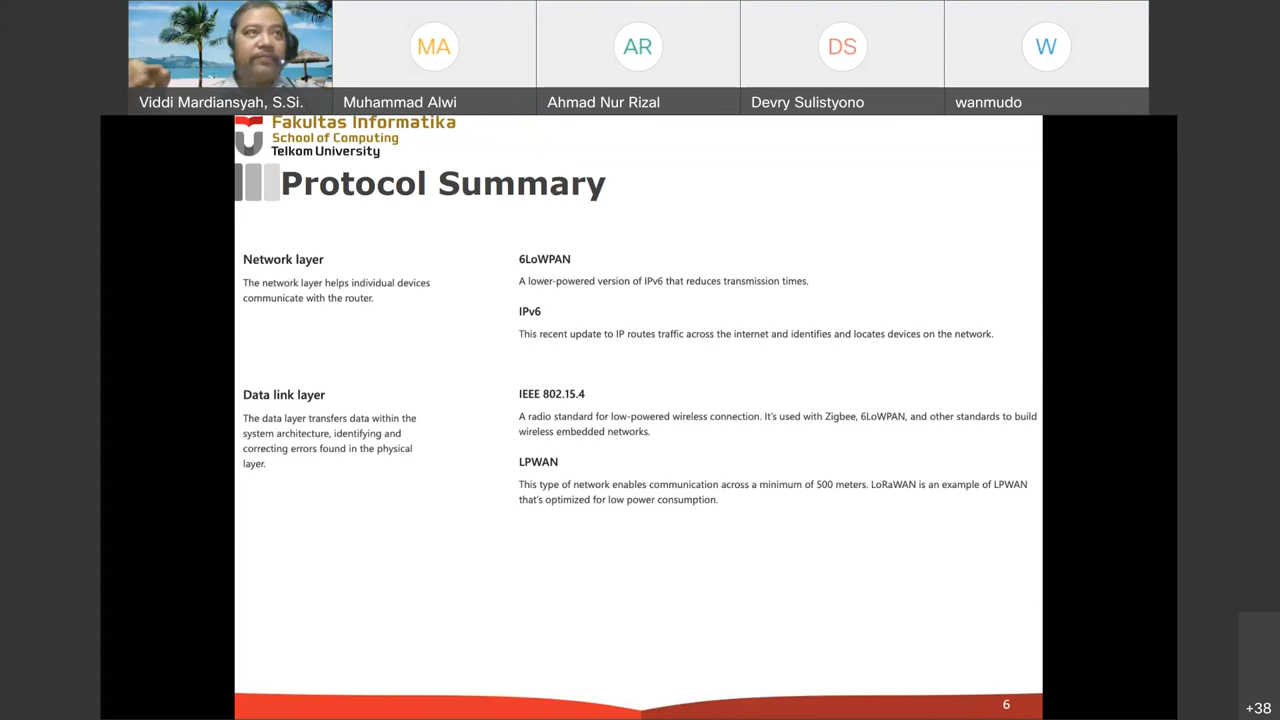 MA
AR
DS
W
Viddi Mardiansyah, S.Si.
Muhammad Alwi
Ahmad Nur Rizal
Devry Sulistyono
wanmudo
Fakultas Informatika
School of Computing
Telkom University
Protocol Summary
Network layer
The network layer helps individual devices
communicate with the router.
6LoWPAN
A lower-powered version of IPv6 that reduces transmission times.
IPv6
This recent update to IP routes traffic across the internet and identifies and locates devices on the network.
Data link layer
The data layer transfers data within the
system architecture, identifying and
correcting errors found in the physical
layer.
IEEE 802.15.4
A radio standard for low-powered wireless connection. It's used with Zigbee, 6LoWPAN, and other standards to build
wireless embedded networks.
LPWAN
This type of network enables communication across a minimum of 500 meters. LoRaWAN is an example of LPWAN
that's optimized for low power consumption.
6
+38